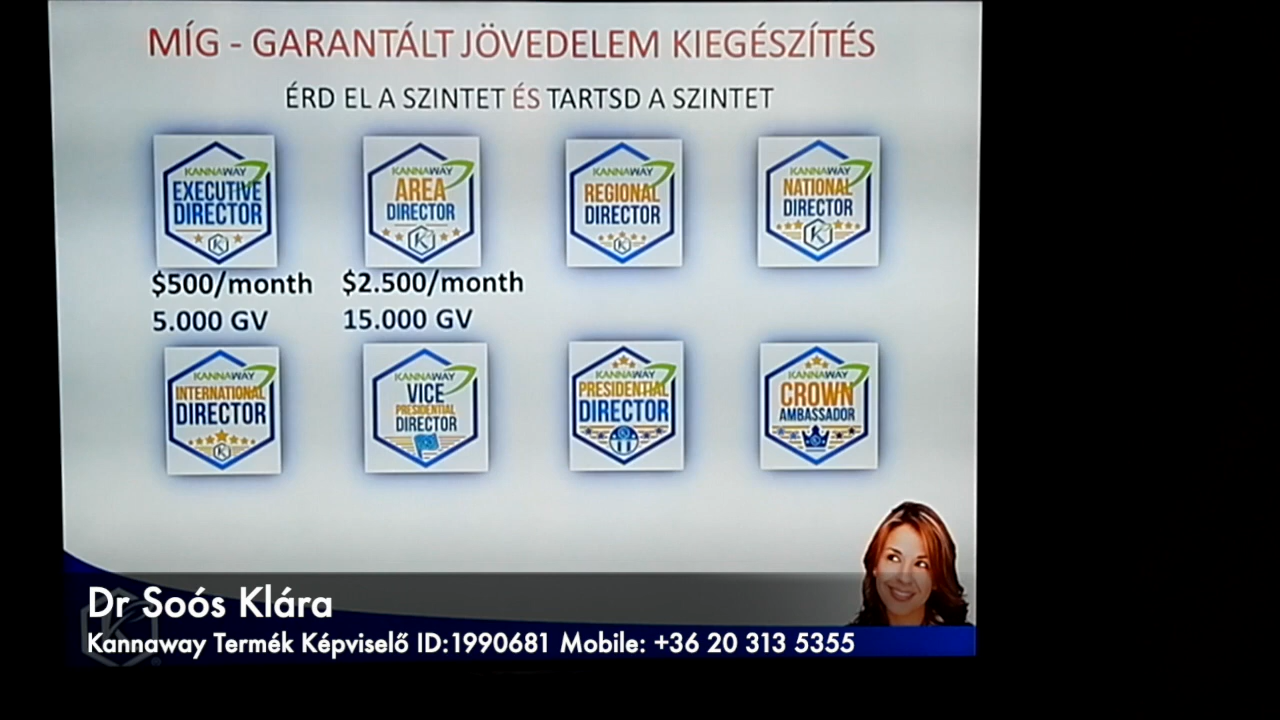 MÍG - GARANTÁLT JÖVEDELEM KIEGÉSZÍTÉS
ÉRD EL A SZINTET ÉS TARTSD A SZINTET
KANNAWAY
EXECUTIVE
DIRECTOR
KANNAWAY
AREA
DIRECTOR
KANNAWAY
REGIONAL
DIRECTOR
KANNAWAY
NATIONAL
DIRECTOR
$500/month
5.000 GV
$2.500/month
15.000 GV
KANNAWAY
INTERNATIONAL
DIRECTOR
KANNAWAY
VICE
PRESIDENTIAL
DIRECTOR
KANNAWAY
PRESIDENTIAL
DIRECTOR
KANNAWAY
CROWN
AMBASSADOR
Dr Soós Klára
Kannaway Termék Képviselő ID:1990681 Mobile: +36 20 313 5355